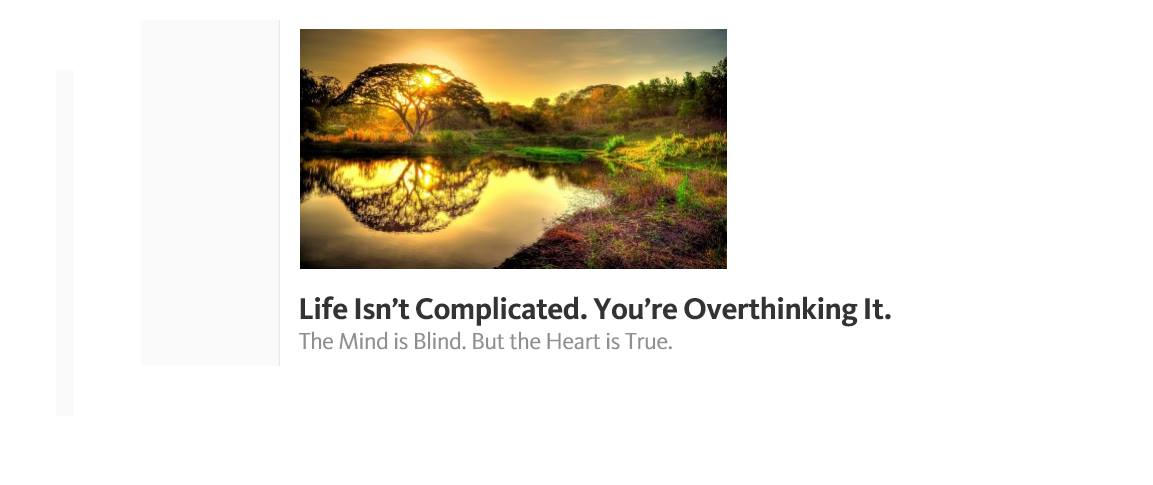 Life Isn’t Complicated. You’re Overthinking It.
The Mind is Blind. But the Heart is True.